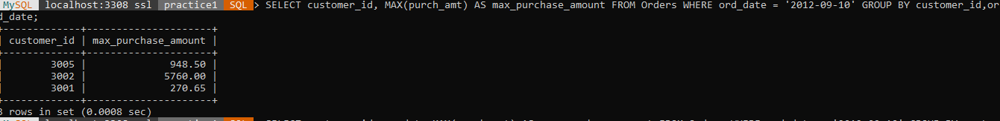 MySQL localhost:3308 ssl practice1 SQL > SELECT customer_id, MAX(purch_amt) AS max_purchase_amount FROM Orders WHERE ord_date = '2012-09-10' GROUP BY customer_id,or
d_date;
+-------------+---------------------+
| customer_id | max_purchase_amount |
+-------------+---------------------+
| 3005 | 948.50 |
| 3002 | 5760.00 |
| 3001 | 270.65 |
+-------------+---------------------+
3 rows in set (0.0008 sec)